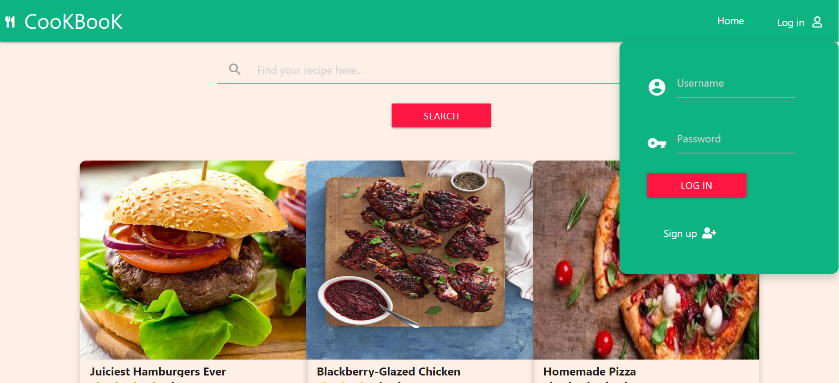 CooKBooK
Home
Log in
Find your recipe here...
SEARCH
Username
Password
LOG IN
Sign up
Juiciest Hamburgers Ever
Blackberry-Glazed Chicken
Homemade Pizza